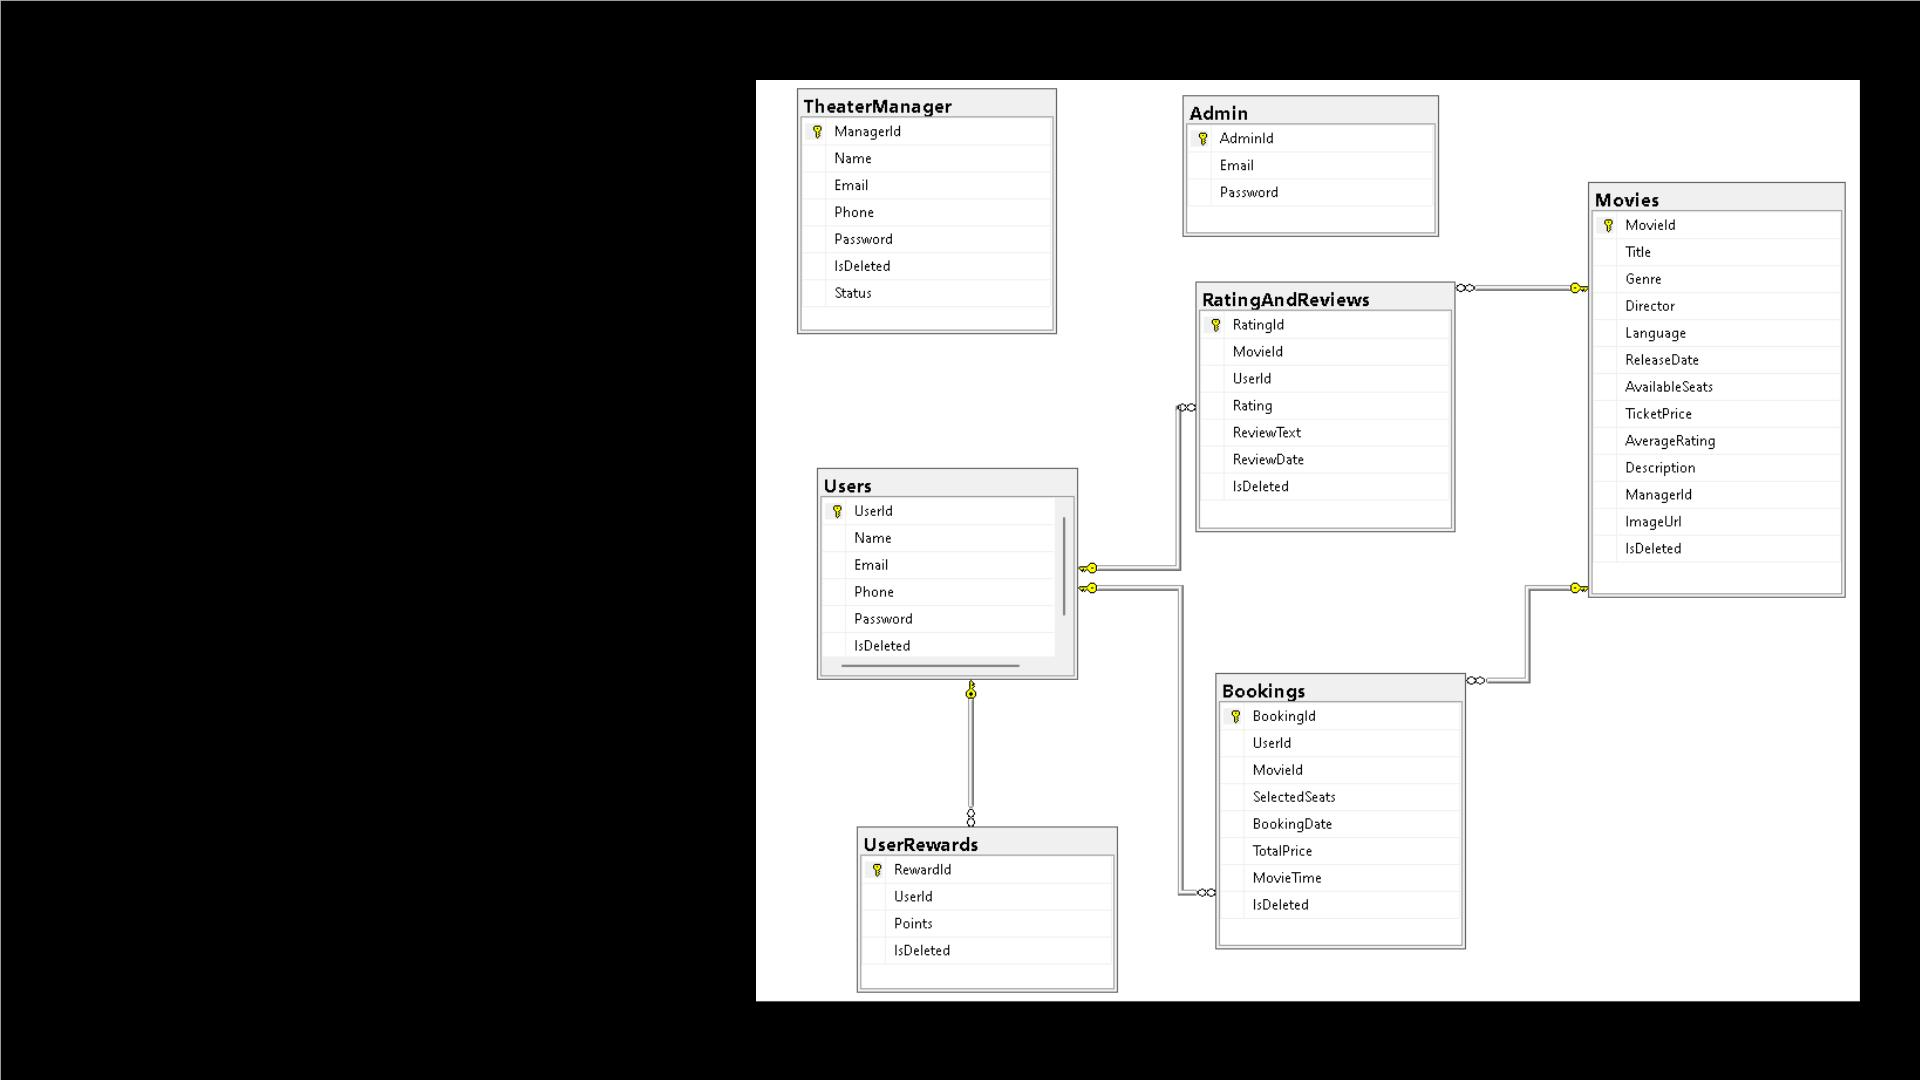 TheaterManager
ManagerId
Name
Email
Phone
Password
IsDeleted
Status
Admin
AdminId
Email
Password
Movies
MovieId
Title
Genre
Director
Language
ReleaseDate
AvailableSeats
TicketPrice
AverageRating
Description
ManagerId
ImageUrl
IsDeleted
RatingAndReviews
RatingId
MovieId
UserId
Rating
ReviewText
ReviewDate
IsDeleted
Users
UserId
Name
Email
Phone
Password
IsDeleted
Bookings
BookingId
UserId
MovieId
SelectedSeats
BookingDate
TotalPrice
MovieTime
IsDeleted
UserRewards
RewardId
UserId
Points
IsDeleted